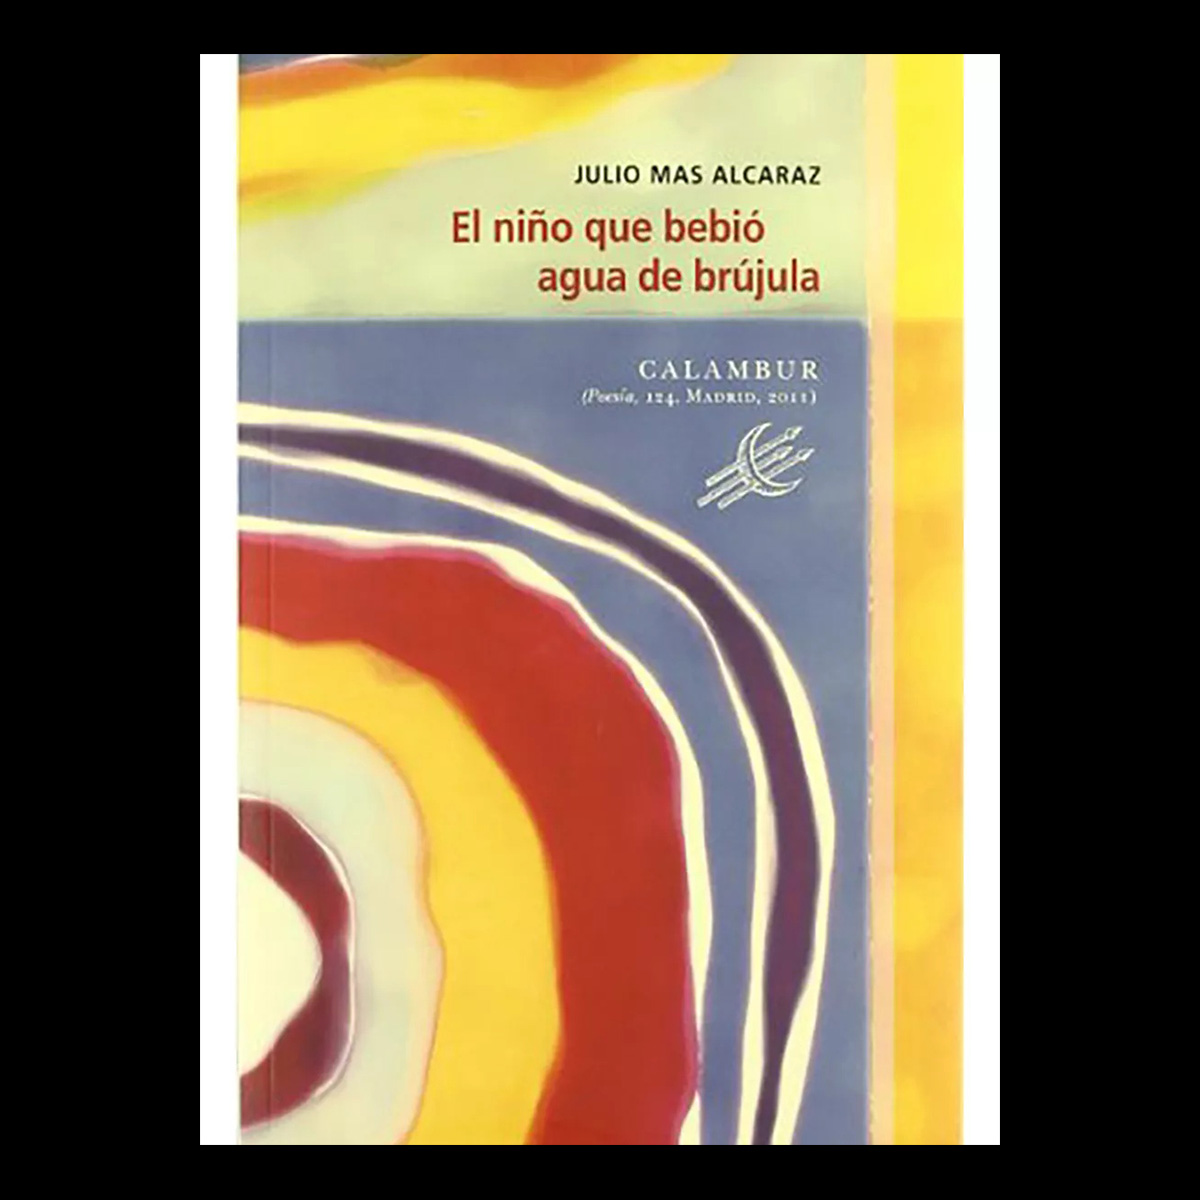 JULIO MAS ALCARAZ
El niño que bebió
agua de brújula
CALAMBUR
(Poesía, 124. MADRID, 2011)